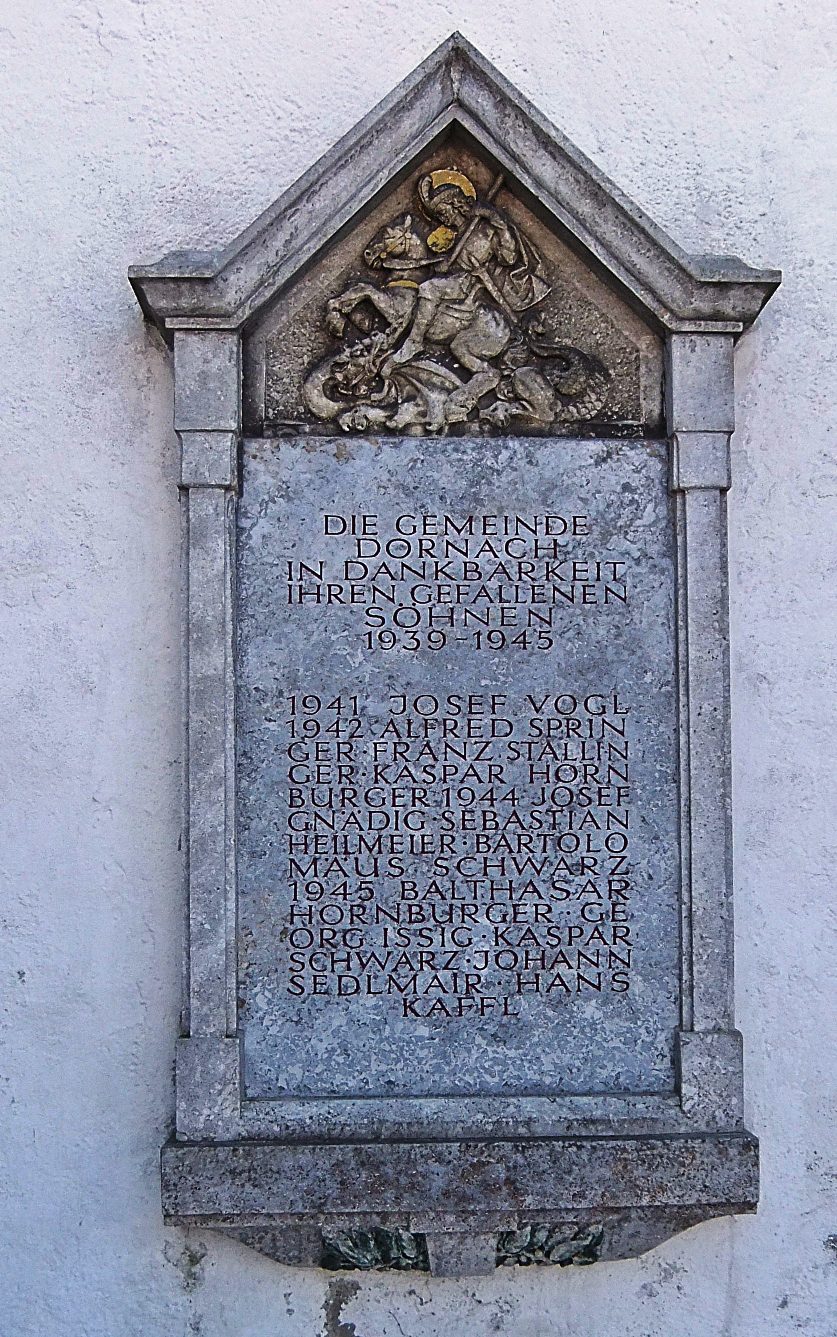 DIE GEMEINDE
DORNACH
IN DANKBARKEIT
IHREN GEFALLENEN
SÖHNEN
1939-1945
1941 JOSEF VOGL
1942 ALFRED SPRIN
GER·FRANZ STALLIN
GER·KASPAR HORN
BURGER 1944 JOSEF
GNÄDIG·SEBASTIAN
HEILMEIER·BARTOLO
MÄUS SCHWARZ
1945 BALTHASAR
HORNBURGER·GE
ORG ISSIG·KASPAR
SCHWARZ·JOHANN
SEDLMAIR·HANS
KAFFL